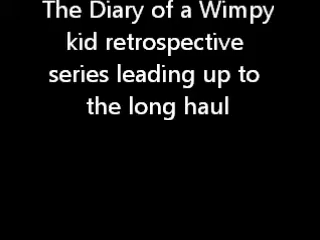 The Diary of a Wimpy
kid retrospective
series leading up to
the long haul